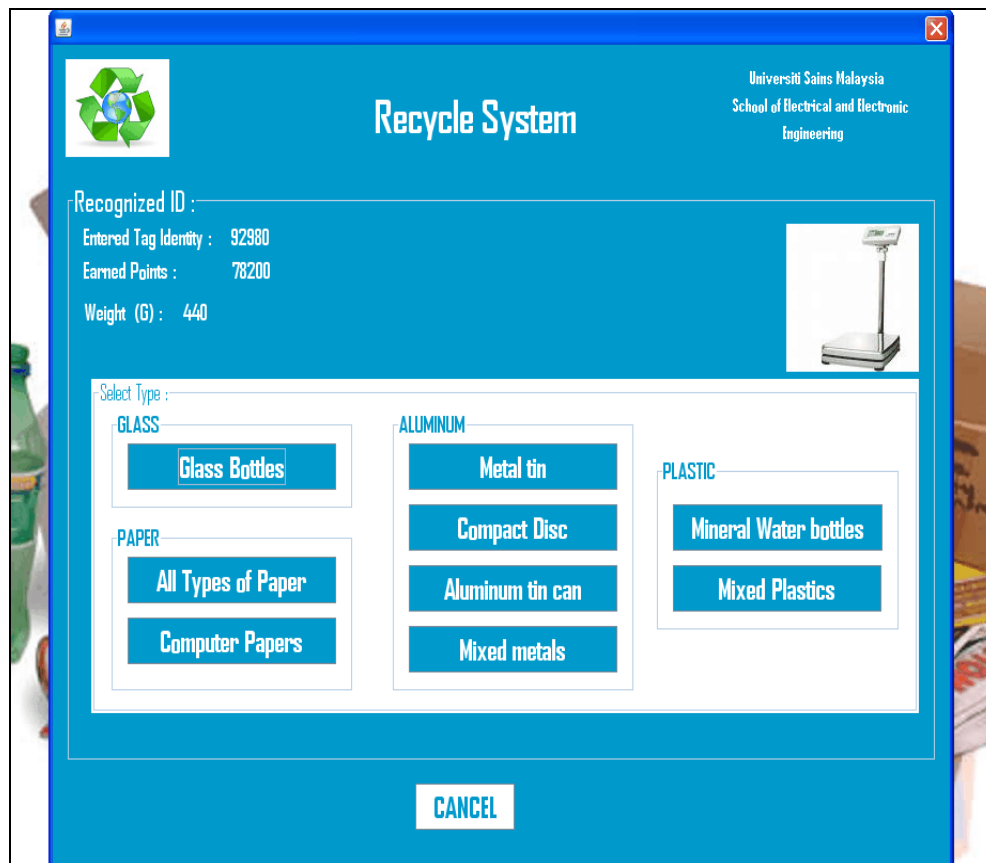 Recycle System
Universiti Sains Malaysia
School of Electrical and Electronic
Engineering
Recognized ID :
Entered Tag Identity : 92980
Earned Points : 78200
Weight (G) : 440
Select Type :
GLASS
Glass Bottles
PAPER
All Types of Paper
Computer Papers
ALUMINUM
Metal tin
Compact Disc
Aluminum tin can
Mixed metals
PLASTIC
Mineral Water bottles
Mixed Plastics
CANCEL